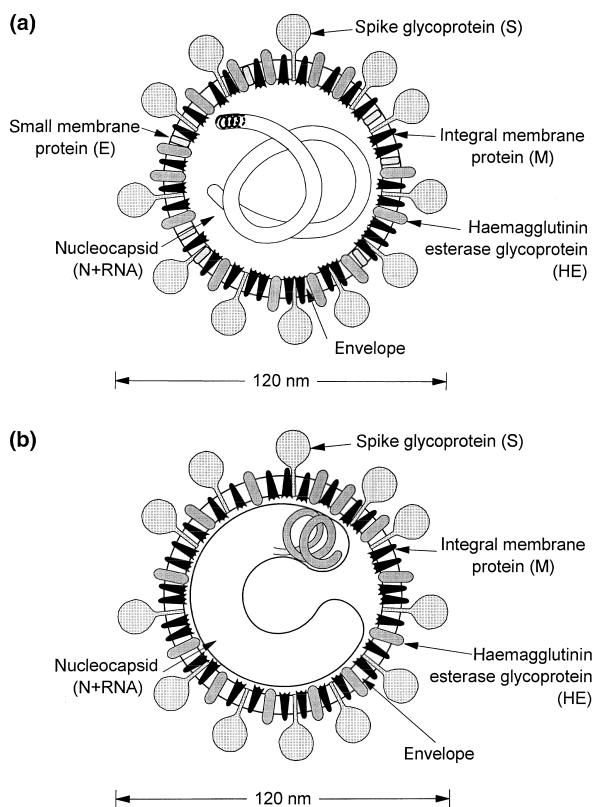 (a)
Spike glycoprotein (S)
Small membrane
protein (E)
Integral membrane
protein (M)
Haemagglutinin
esterase glycoprotein
(HE)
Nucleocapsid
(N+RNA)
Envelope
120 nm
(b)
Spike glycoprotein (S)
Integral membrane
protein (M)
Nucleocapsid
(N+RNA)
Haemagglutinin
esterase glycoprotein
(HE)
Envelope
120 nm